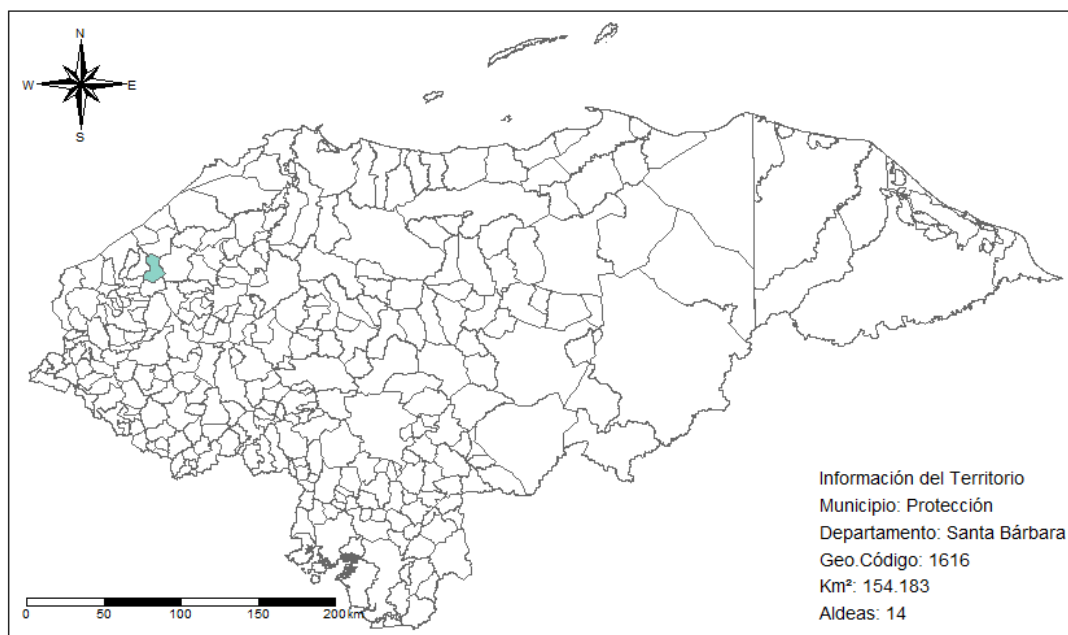 N
W E
S
Información del Territorio
Municipio: Protección
Departamento: Santa Bárbara
Geo.Código: 1616
Km²: 154.183
Aldeas: 14
0 50 100 150 200 km